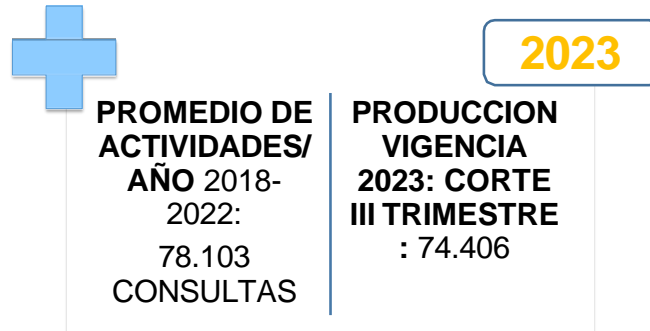 2023
PROMEDIO DE
ACTIVIDADES/
AÑO 2018-
2022:
78.103
CONSULTAS
PRODUCCION
VIGENCIA
2023: CORTE
III TRIMESTRE
: 74.406